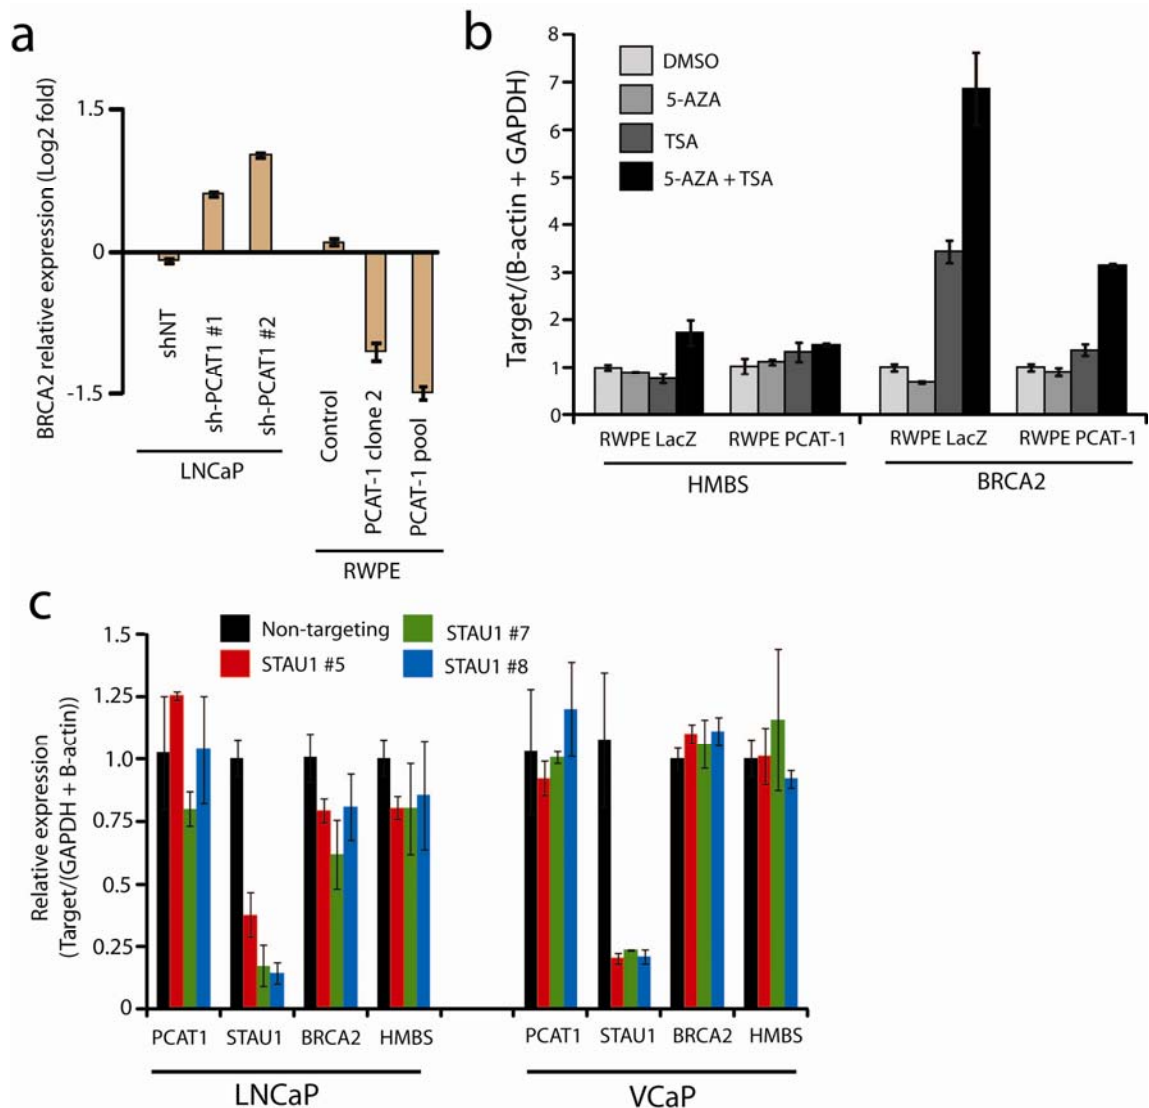 a
BRCA2 relative expression (Log2 fold)
1.5
0
-1.5
shNT
sh-PCAT1 #1
sh-PCAT1 #2
Control
PCAT-1 clone 2
PCAT-1 pool
LNCaP
RWPE
b
Target/(B-actin + GAPDH)
8
7
6
5
4
3
2
1
0
DMSO
5-AZA
TSA
5-AZA + TSA
RWPE LacZ
RWPE PCAT-1
RWPE LacZ
RWPE PCAT-1
HMBS
BRCA2
c
Relative expression
(Target/(GAPDH + B-actin))
1.5
1.25
1.0
0.75
0.5
0.25
0
Non-targeting
STAU1 #5
STAU1 #7
STAU1 #8
PCAT1
STAU1
BRCA2
HMBS
PCAT1
STAU1
BRCA2
HMBS
LNCaP
VCaP